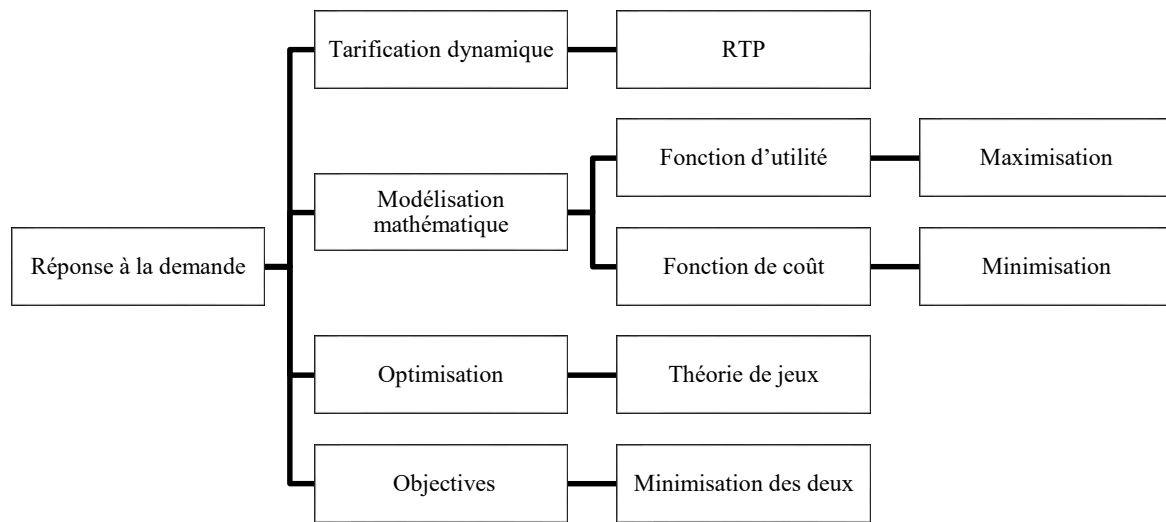 Tarification dynamique
RTP
Fonction d’utilité
Maximisation
Modélisation
mathématique
Réponse à la demande
Fonction de coût
Minimisation
Optimisation
Théorie de jeux
Objectives
Minimisation des deux